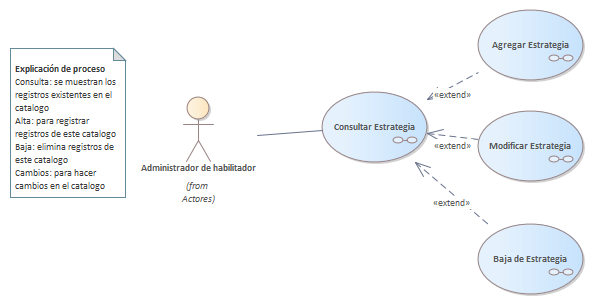 Explicación de proceso
Consulta: se muestran los
registros existentes en el
catalogo
Alta: para registrar
registros de este catalogo
Baja: elimina registros de
este catalogo
Cambios: para hacer
cambios en el catalogo
Administrador de habilitador
(from
Actores)
Consultar Estrategia
Agregar Estrategia
«extend»
Modificar Estrategia
«extend»
Baja de Estrategia
«extend»